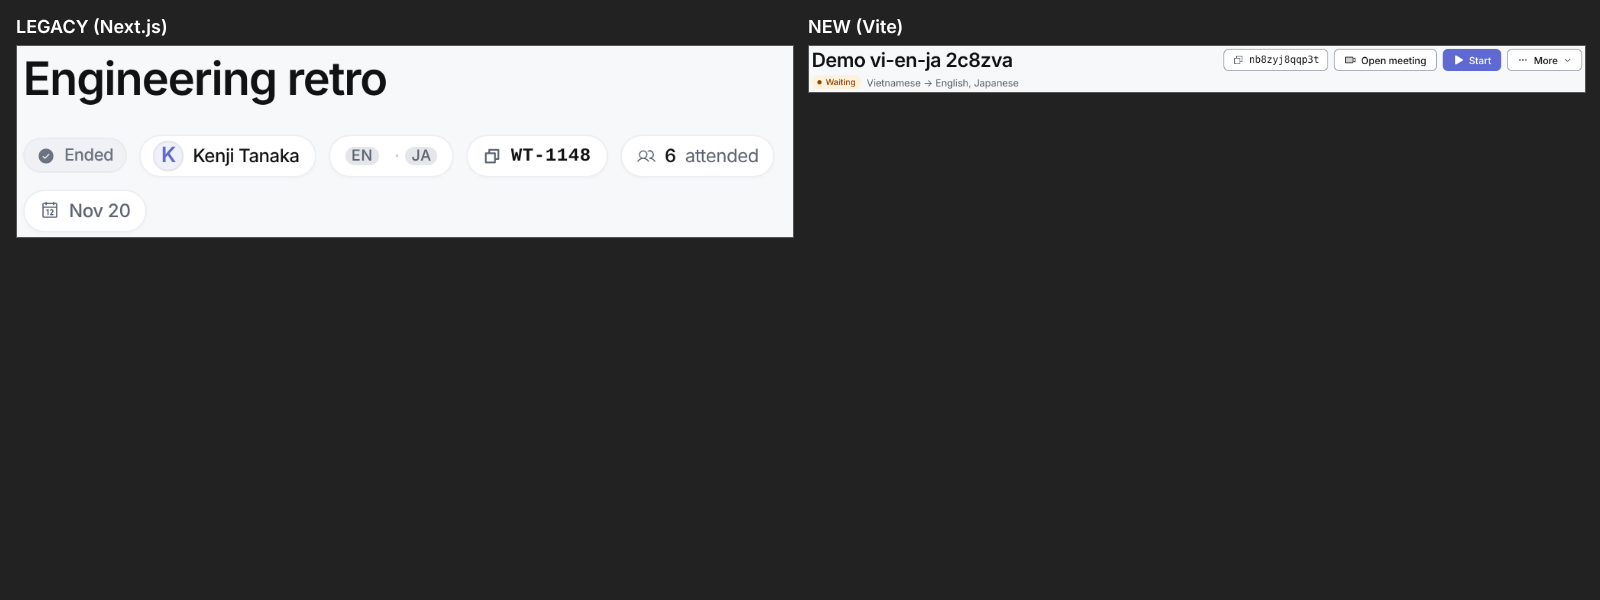 LEGACY (Next.js)
Engineering retro
Ended K Kenji Tanaka EN · JA WT-1148 6 attended
12 Nov 20
NEW (Vite)
Demo vi-en-ja 2c8zva nb8zyj8qqp3t Open meeting Start ··· More
Waiting Vietnamese → English, Japanese